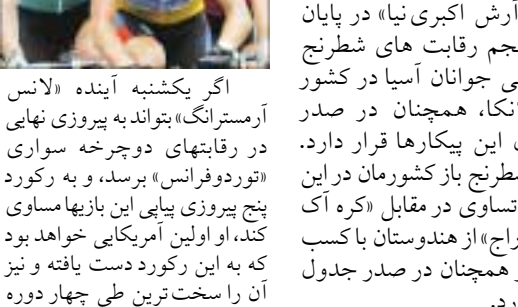 آرش اکبری نیا» در پایان
رقابت های شطرنج
جوانان آسیا در کشور
همچنان در صدر
این پیکارها قرار دارد.
شطرنج باز کشورمان در این
تساوی در مقابل «کره آک
از هندوستان با کسب
همچنان در صدر جدول
اگر یکشنبه آینده «لانس
آرمسترانگ» بتواند به پیروزی نهایی
در رقابتهای دوچرخه سواری
«توردوفرانس» برسد، و به رکورد
پنج پیروزی پیاپی این بازیها مساوی
کند، او اولین آمریکایی خواهد بود
که به این رکورد دست یافته و نیز
آن را سخت ترین طی چهار دوره